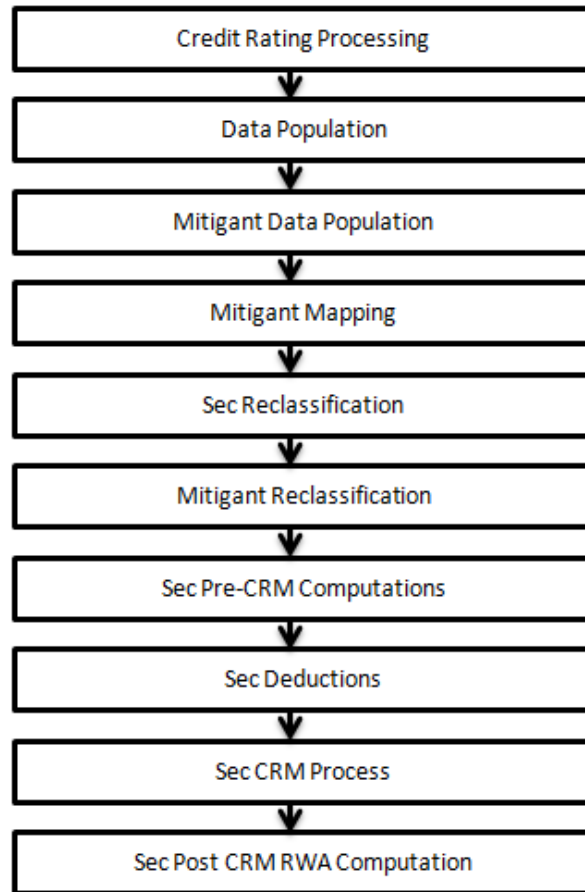 Credit Rating Processing
Data Population
Mitigant Data Population
Mitigant Mapping
Sec Reclassification
Mitigant Reclassification
Sec Pre-CRM Computations
Sec Deductions
Sec CRM Process
Sec Post CRM RWA Computation